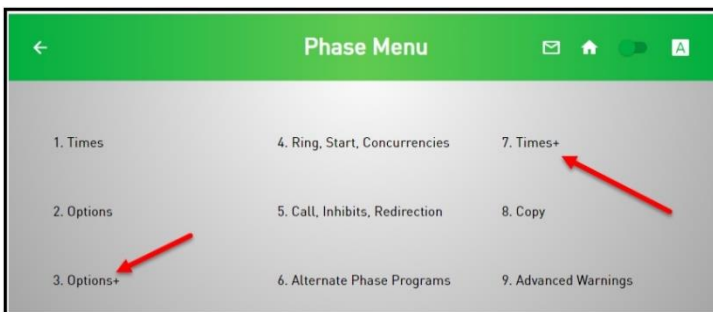 Phase Menu
A
1. Times
4. Ring, Start, Concurrencies
7. Times+
2. Options
5. Call, Inhibits, Redirection
8. Copy
3. Options+
6. Alternate Phase Programs
9. Advanced Warnings